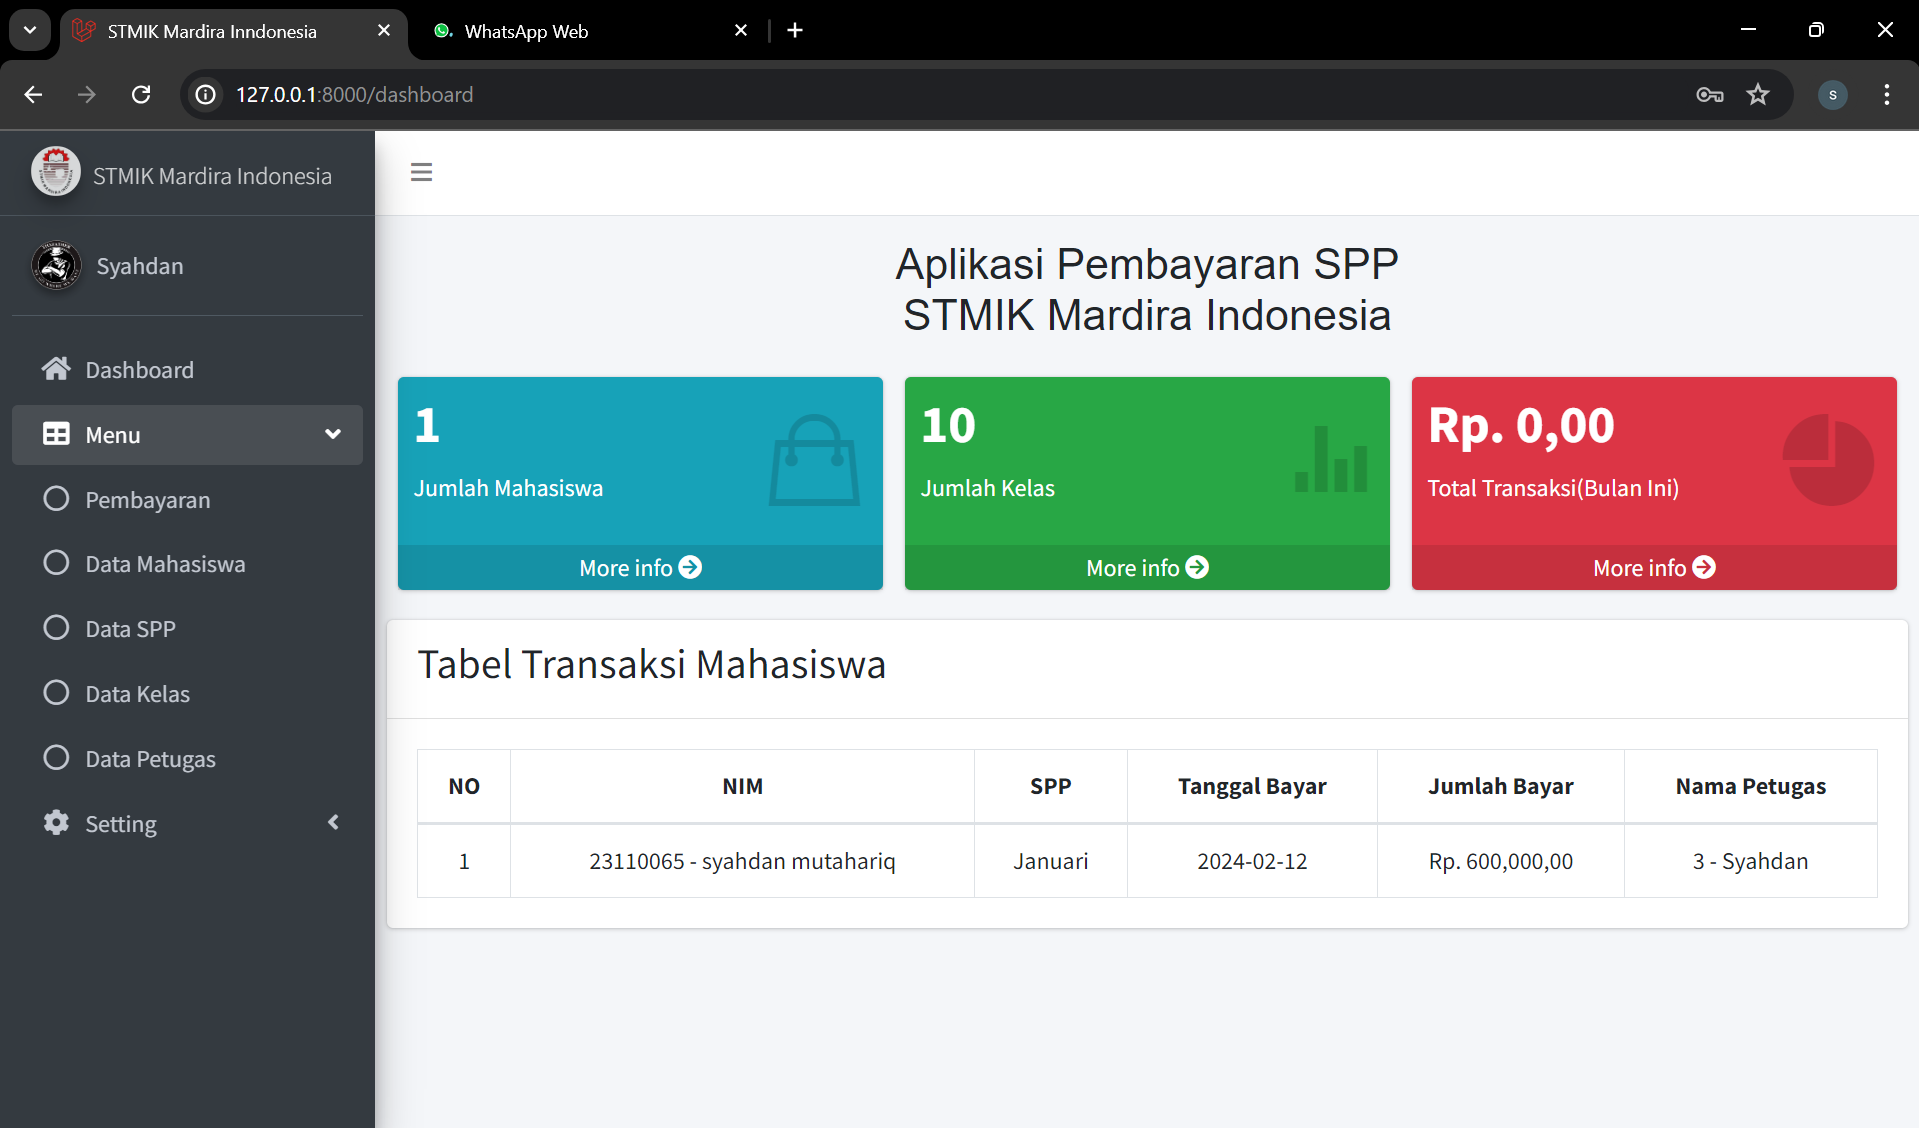 STMIK Mardira Inndonesia
WhatsApp Web
127.0.0.1:8000/dashboard
S
STMIK Mardira Indonesia
Syahdan
Dashboard
Menu
Pembayaran
Data Mahasiswa
Data SPP
Data Kelas
Data Petugas
Setting
Aplikasi Pembayaran SPP
STMIK Mardira Indonesia
1
Jumlah Mahasiswa
More info
10
Jumlah Kelas
More info
Rp. 0,00
Total Transaksi(Bulan Ini)
More info
Tabel Transaksi Mahasiswa
NO NIM SPP Tanggal Bayar Jumlah Bayar Nama Petugas
1 23110065 - syahdan mutahariq Januari 2024-02-12 Rp. 600,000,00 3 - Syahdan